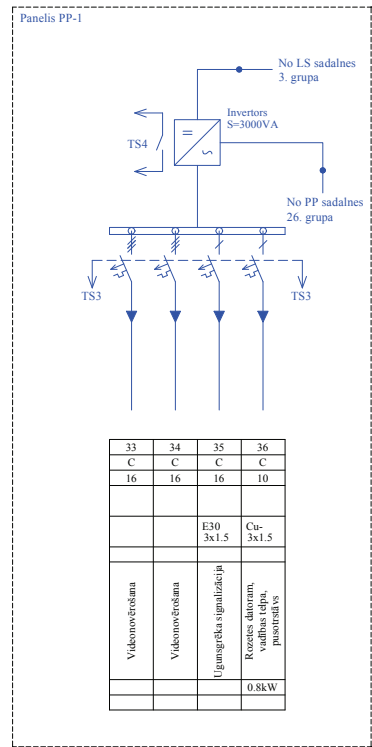 Panelis PP-1
No LS sadalnes
3. grupa
Invertors
S=3000VA
TS4
No PP sadalnes
26. grupa
TS3
TS3
33 34 35 36
C C C C
16 16 16 10
E30 Cu-
3x1.5 3x1.5
Videonovērošana
Videonovērošana
Ugunsgrēka signalizācija
Rozetes datoram,
vadības telpa,
pusotrstāvs
0.8kW